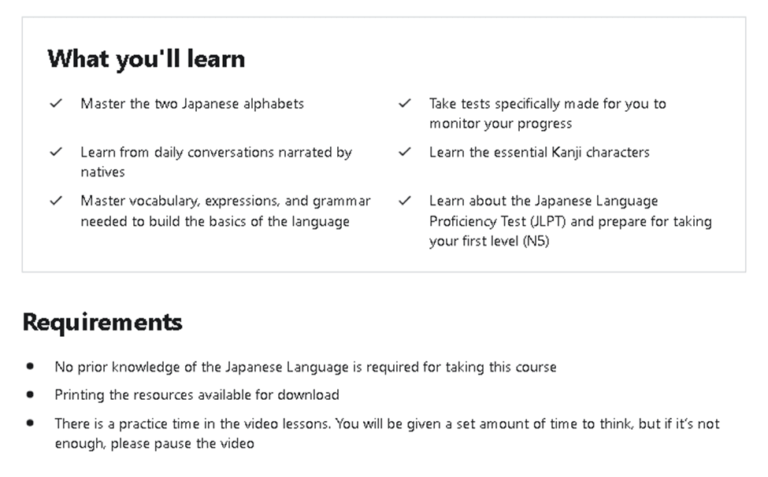 What you'll learn
Master the two Japanese alphabets
Learn from daily conversations narrated by
natives
Master vocabulary, expressions, and grammar
needed to build the basics of the language
Take tests specifically made for you to
monitor your progress
Learn the essential Kanji characters
Learn about the Japanese Language
Proficiency Test (JLPT) and prepare for taking
your first level (N5)
Requirements
No prior knowledge of the Japanese Language is required for taking this course
Printing the resources available for download
There is a practice time in the video lessons. You will be given a set amount of time to think, but if it's not
enough, please pause the video